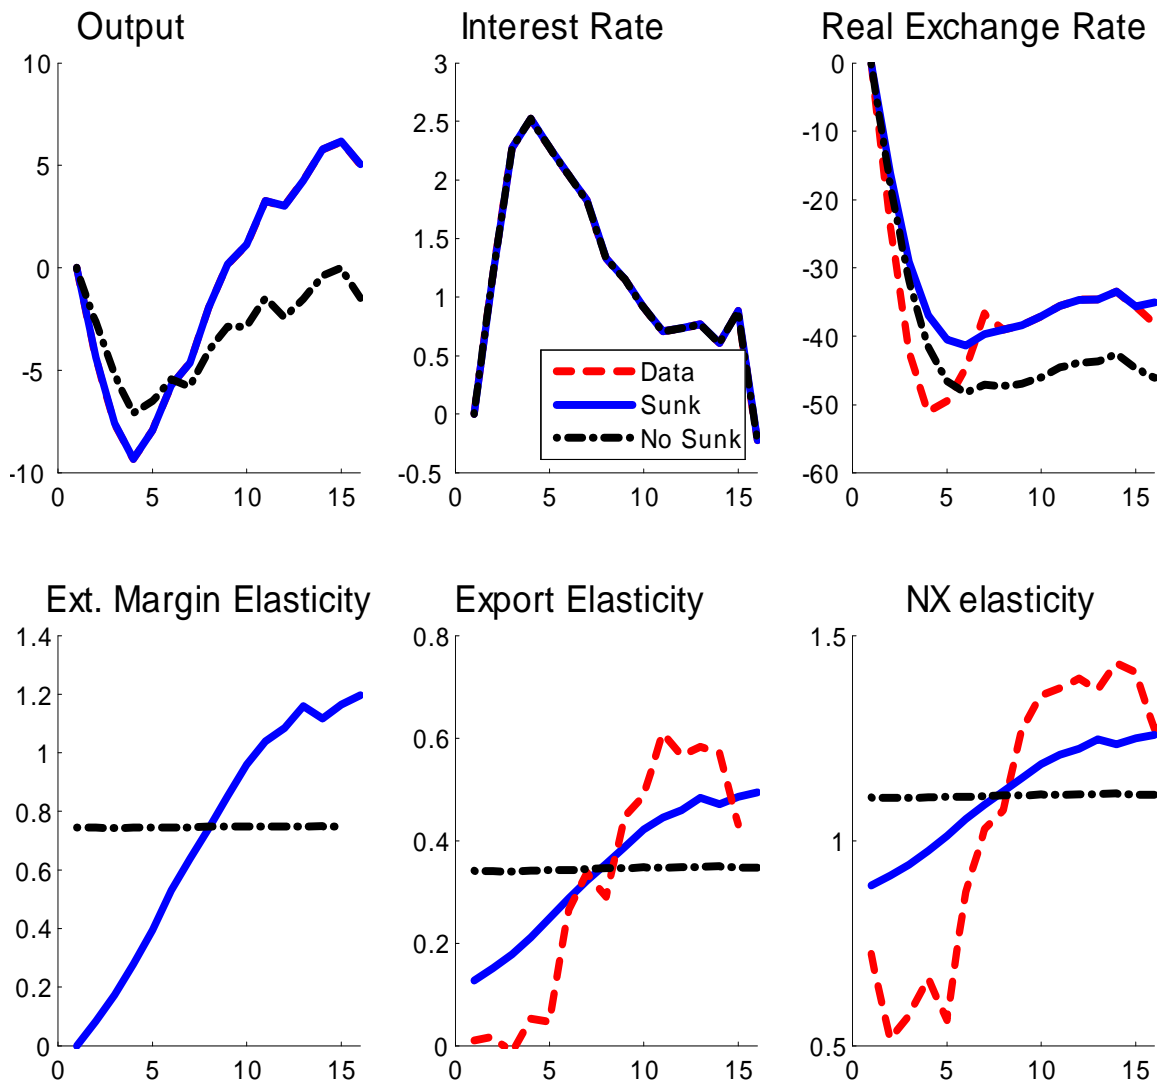 Output
10
5
0
-5
-10
0 5 10 15
Interest Rate
3
2.5
2
1.5
1
0.5
0
-0.5
0 5 10 15
Data
Sunk
No Sunk
Real Exchange Rate
0
-10
-20
-30
-40
-50
-60
0 5 10 15
Ext. Margin Elasticity
1.4
1.2
1
0.8
0.6
0.4
0.2
0
0 5 10 15
Export Elasticity
0.8
0.6
0.4
0.2
0
0 5 10 15
NX elasticity
1.5
1
0.5
0 5 10 15